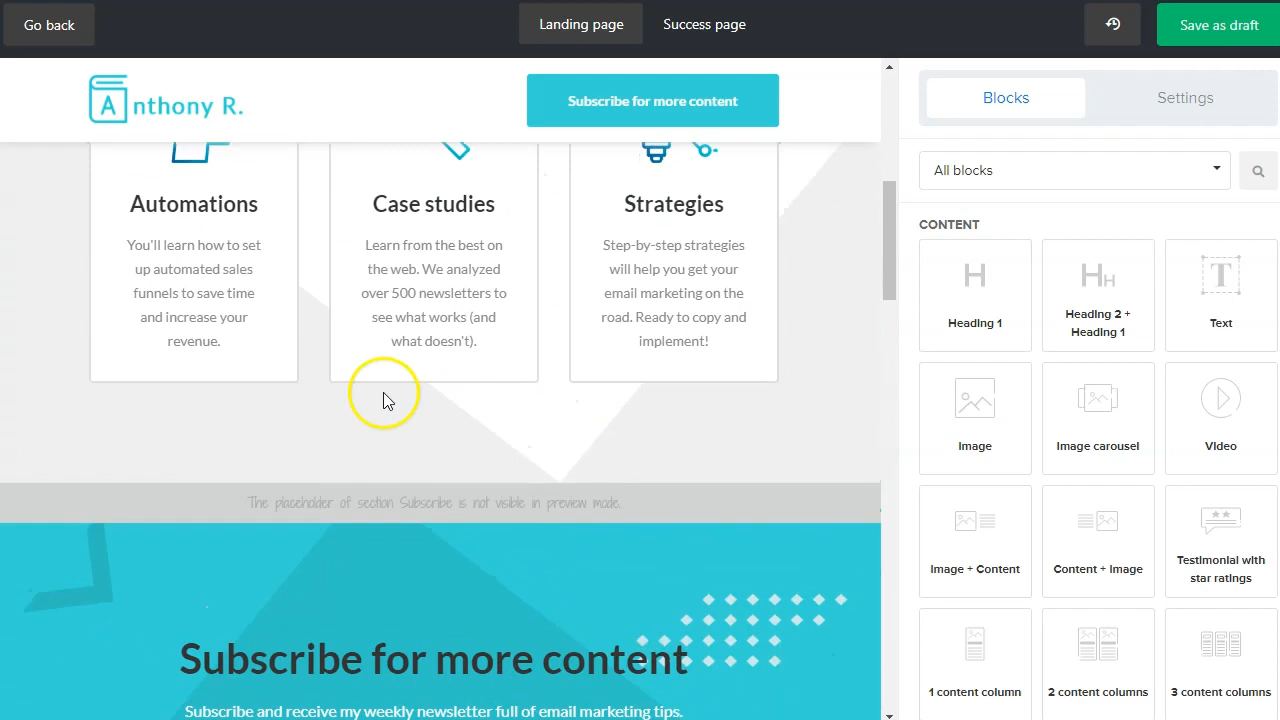 Go back
Landing page
Success page
Save as draft
Anthony R.
Subscribe for more content
Blocks
Settings
All blocks
CONTENT
Automations
You'll learn how to set
up automated sales
funnels to save time
and increase your
revenue.
Case studies
Learn from the best on
the web. We analyzed
over 500 newsletters to
see what works (and
what doesn't).
Strategies
Step-by-step strategies
will help you get your
email marketing on the
road. Ready to copy and
implement!
The placeholder of section Subscribe is not visible in preview mode.
Subscribe for more content
Subscribe and receive my weekly newsletter full of email marketing tips.
H
Heading 1
HH
Heading 2 +
Heading 1
T
Text
Image
Image carousel
Video
Image + Content
Content + Image
Testimonial with
star ratings
1 content column
2 content columns
3 content columns